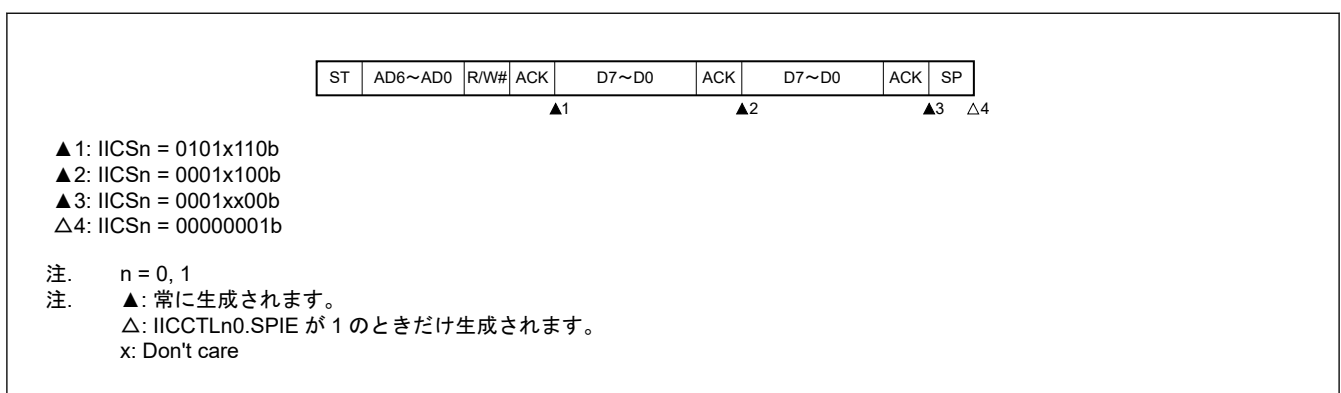 ST AD6～AD0 R/W# ACK D7～D0 ACK D7～D0 ACK SP
▲1 ▲2 ▲3 △4
▲1: IICSn = 0101x110b
▲2: IICSn = 0001x100b
▲3: IICSn = 0001xx00b
△4: IICSn = 00000001b
注. n = 0, 1
注. ▲: 常に生成されます。
△: IICCTLn0.SPIE が 1 のときだけ生成されます。
x: Don't care